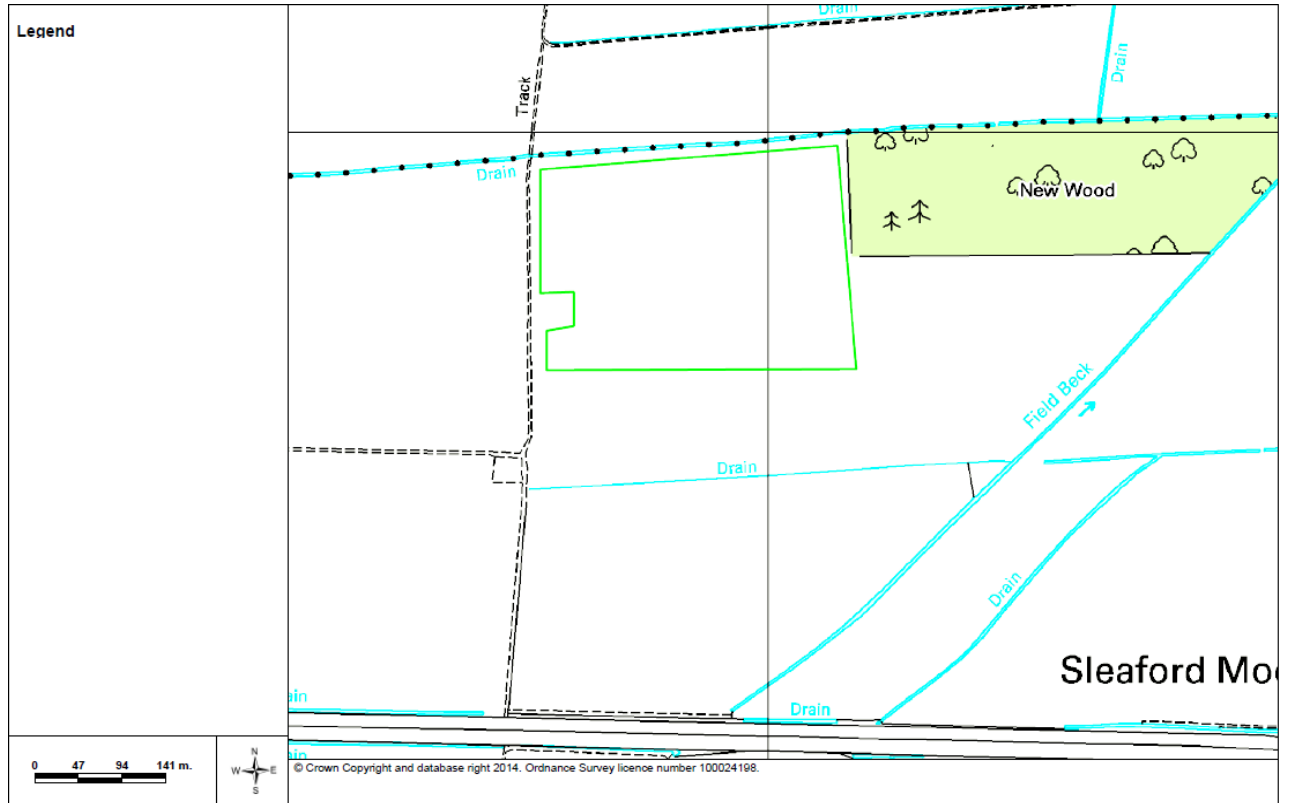 Legend
Drain
Track
Drain
Drain
New Wood
Field Beck
Drain
Drain
Sleaford Moo
ain
Drain
ain
0 47 94 141 m.
N
W E
S
© Crown Copyright and database right 2014. Ordnance Survey licence number 100024198.